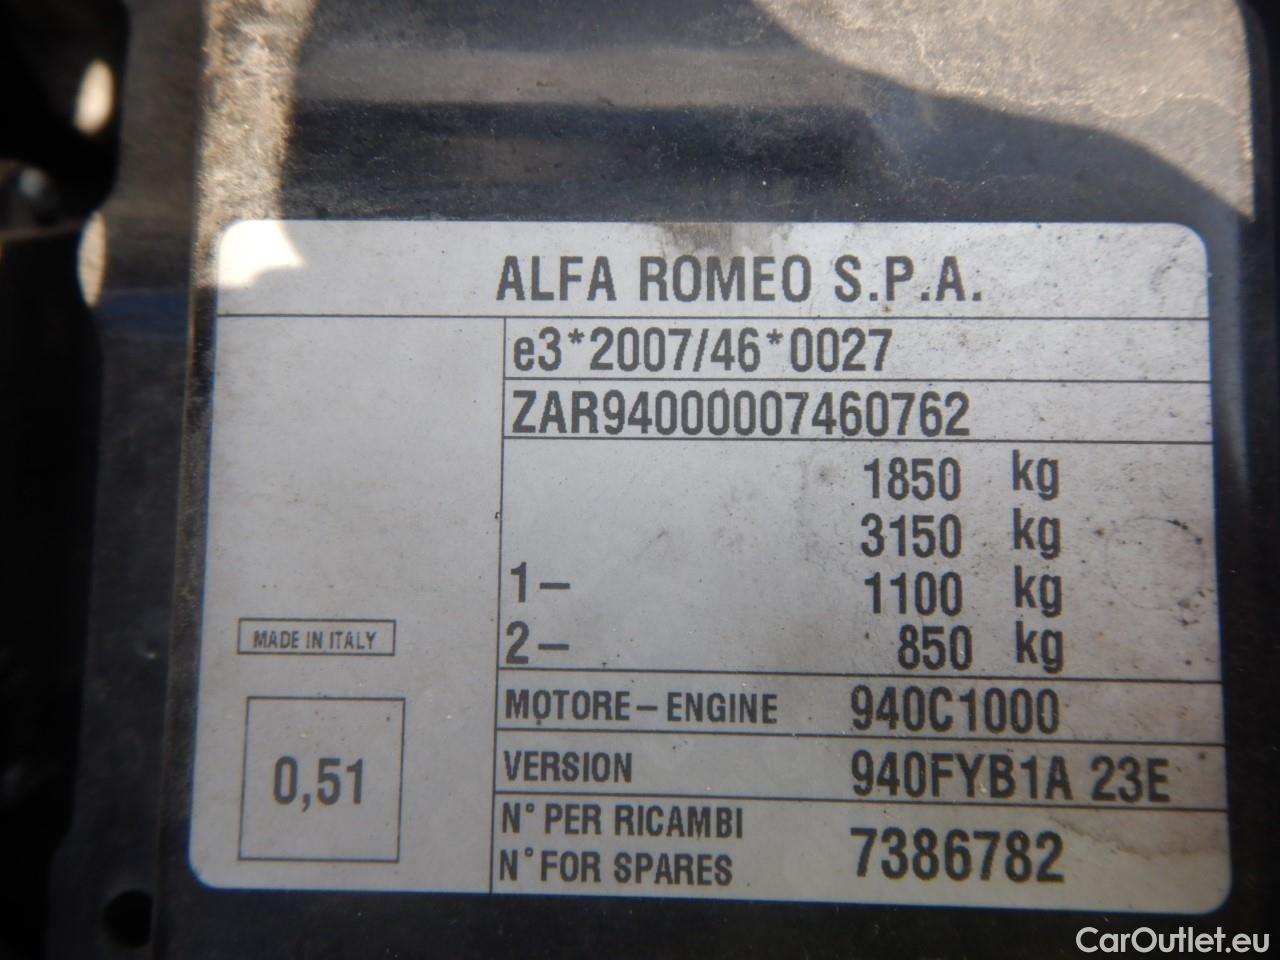 ALFA ROMEO S.P.A.
e3*2007/46*0027
ZAR94000007460762
1850 kg
3150 kg
1– 1100 kg
2– 850 kg
MADE IN ITALY
MOTORE – ENGINE 940C1000
0,51
VERSION 940FYB1A 23E
N° PER RICAMBI
N° FOR SPARES
7386782
CarOutlet.eu